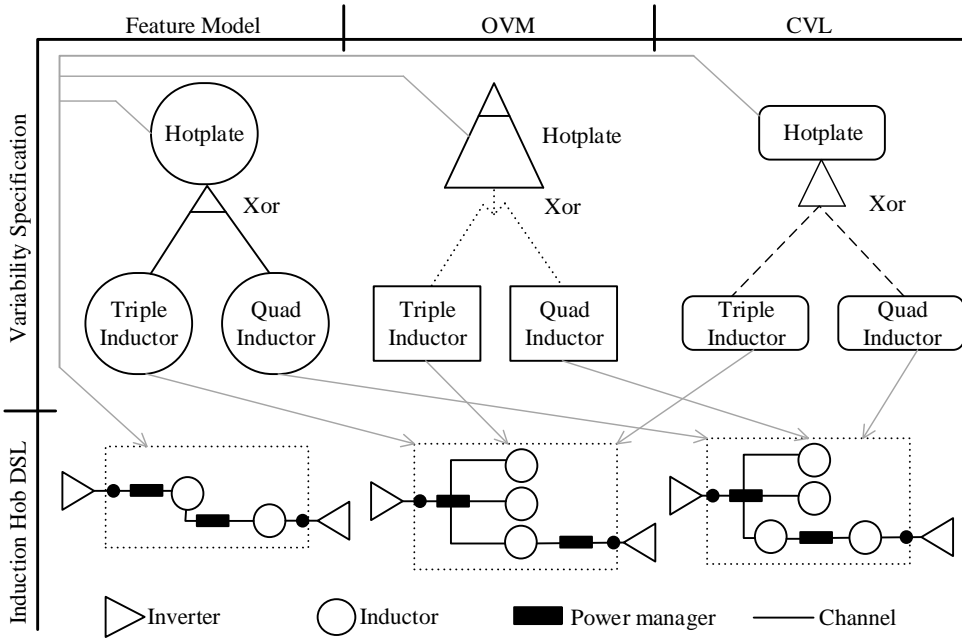 Feature Model
OVM
CVL
Variability Specification
Hotplate
Xor
Triple
Inductor
Quad
Inductor
Hotplate
Xor
Triple
Inductor
Quad
Inductor
Hotplate
Xor
Triple
Inductor
Quad
Inductor
Induction Hob DSL
Inverter
Inductor
Power manager
Channel